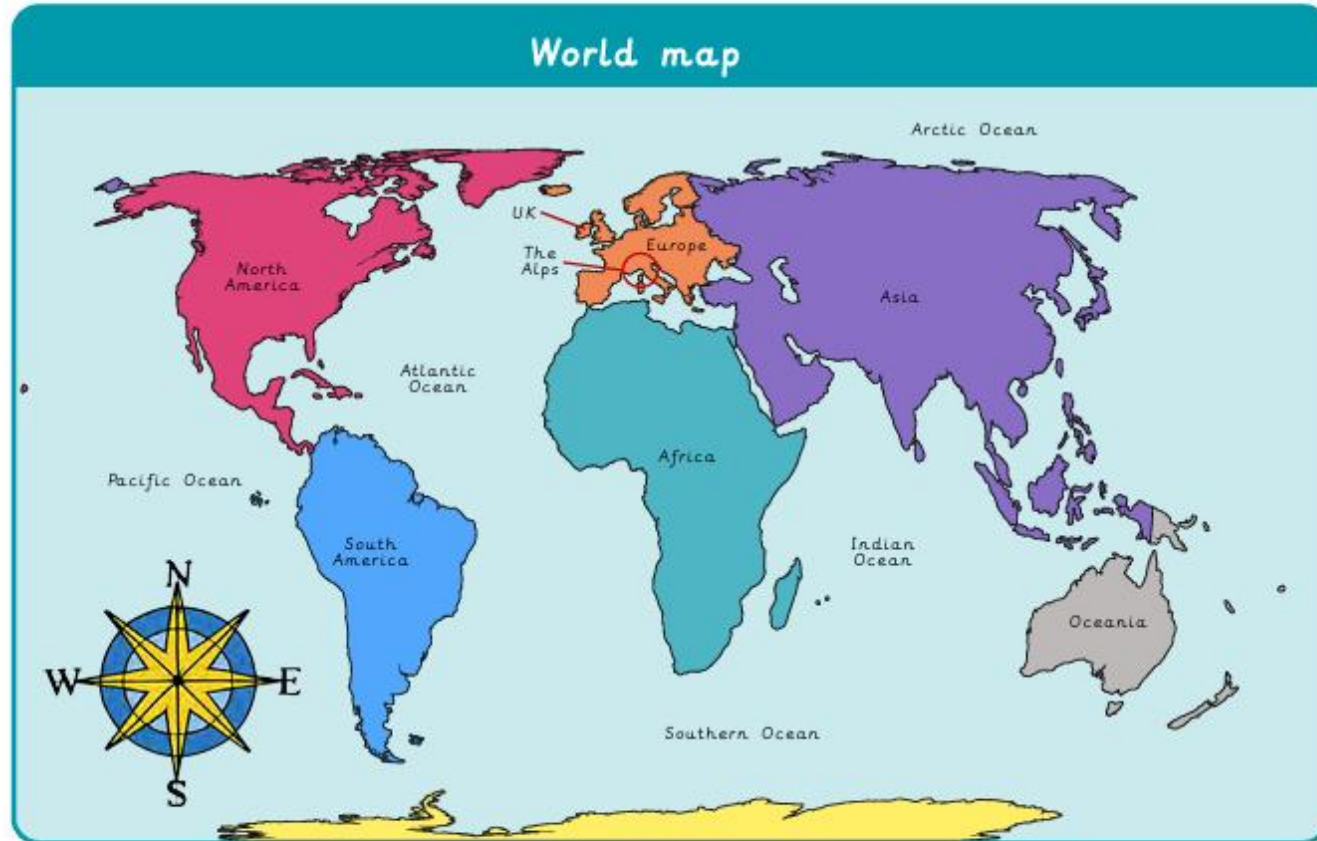 World map
Arctic Ocean
UK
Europe
The
Alps
North
America
Asia
Atlantic
Ocean
Africa
Pacific Ocean
South
America
Indian
Ocean
N
W
E
S
Oceania
Southern Ocean